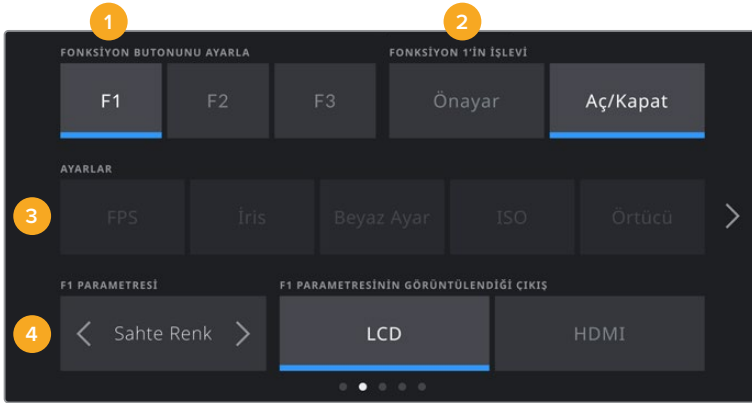 1 2
FONKSİYON BUTONUNU AYARLA FONKSİYON 1'İN İŞLEVİ
F1 F2 F3 Önayar Aç/Kapat
AYARLAR
3 FPS İris Beyaz Ayar ISO Örtücü
F1 PARAMETRESİ F1 PARAMETRESİNİN GÖRÜNTÜLENDİĞİ ÇIKIŞ
4 Sahte Renk LCD HDMI